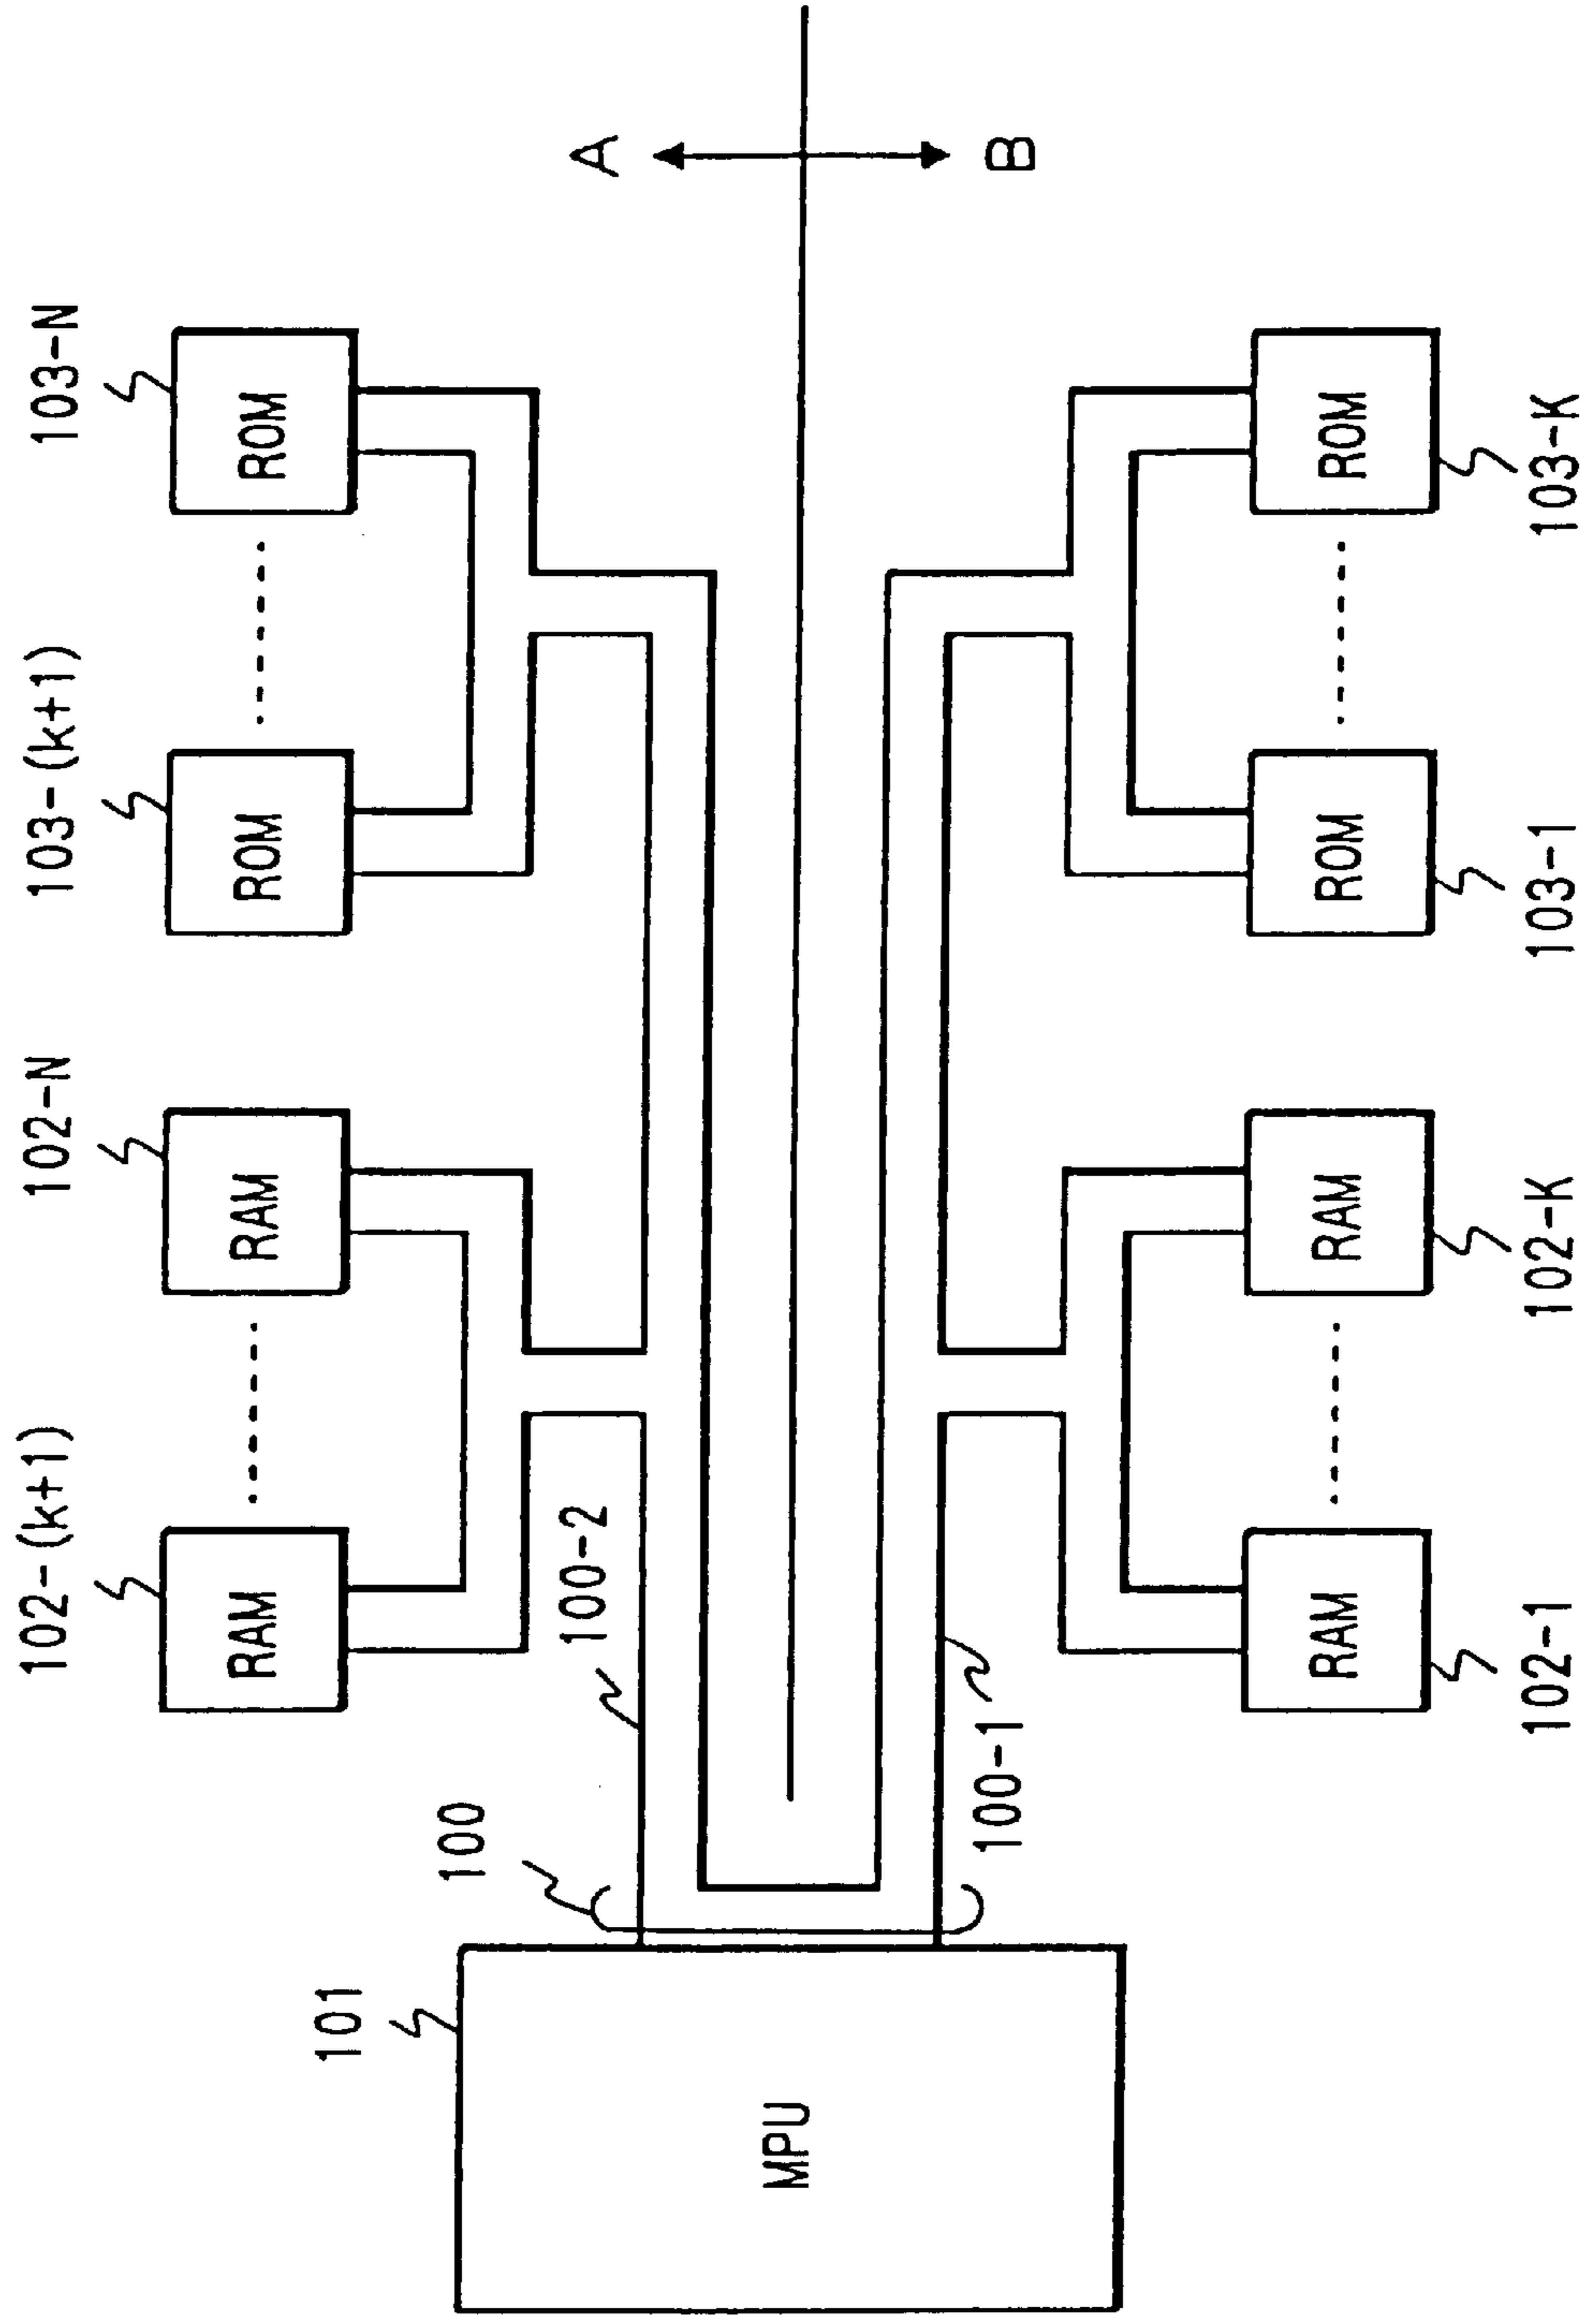 102-(k+1)
102-N
103-(k+1)
103-N
RAM
RAM
ROM
ROM
101
100
100-2
A
MPU
100-1
B
RAM
RAM
ROM
ROM
102-1
102-K
103-1
103-K